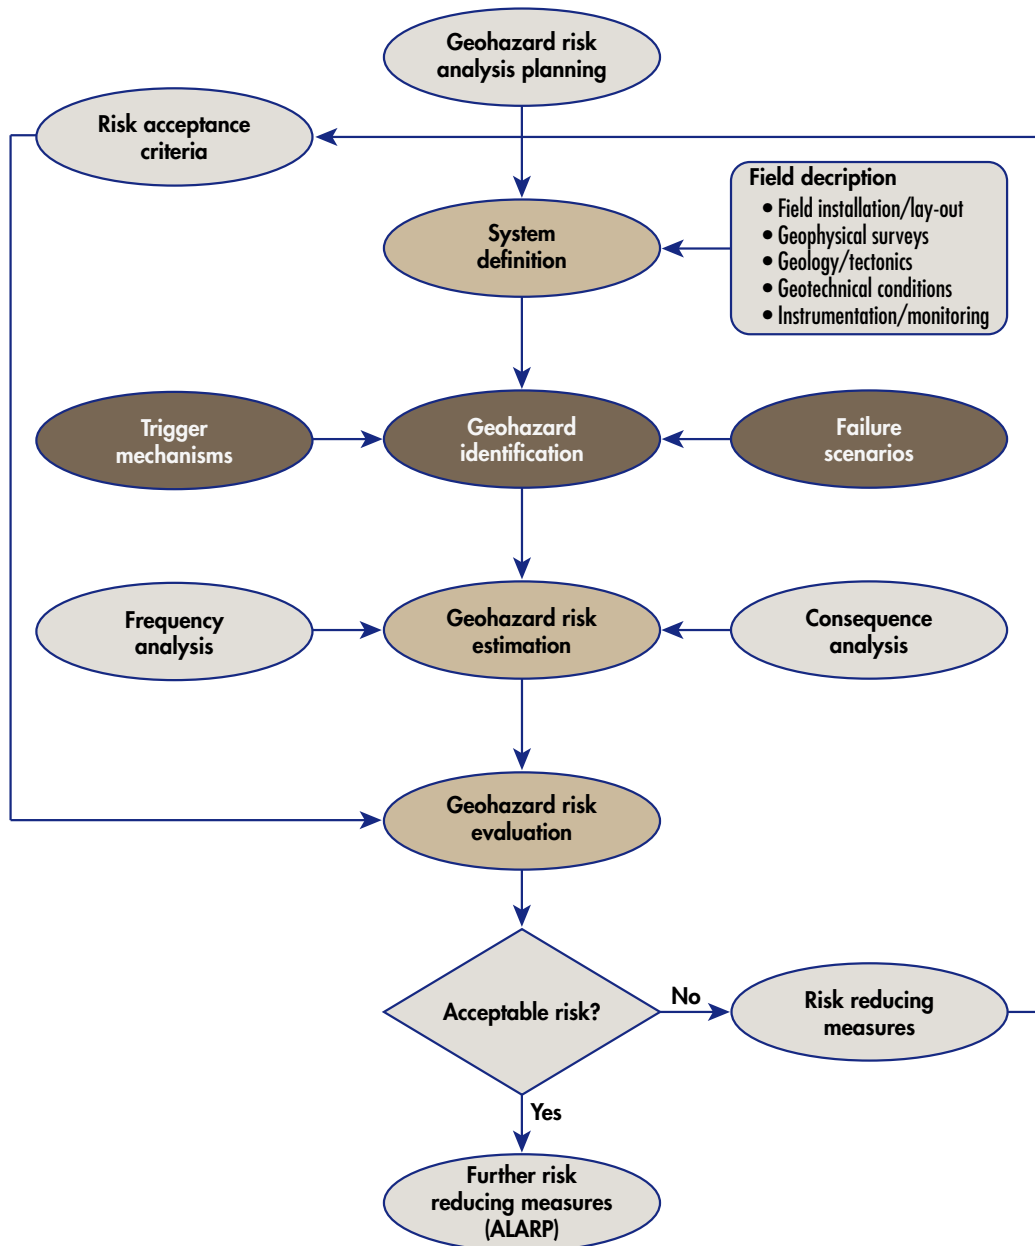 Geohazard risk
analysis planning
Risk acceptance
criteria
Field decription
• Field installation/lay-out
• Geophysical surveys
• Geology/tectonics
• Geotechnical conditions
• Instrumentation/monitoring
System
definition
Trigger
mechanisms
Geohazard
identification
Failure
scenarios
Frequency
analysis
Geohazard risk
estimation
Consequence
analysis
Geohazard risk
evaluation
Acceptable risk?
No
Risk reducing
measures
Yes
Further risk
reducing measures
(ALARP)